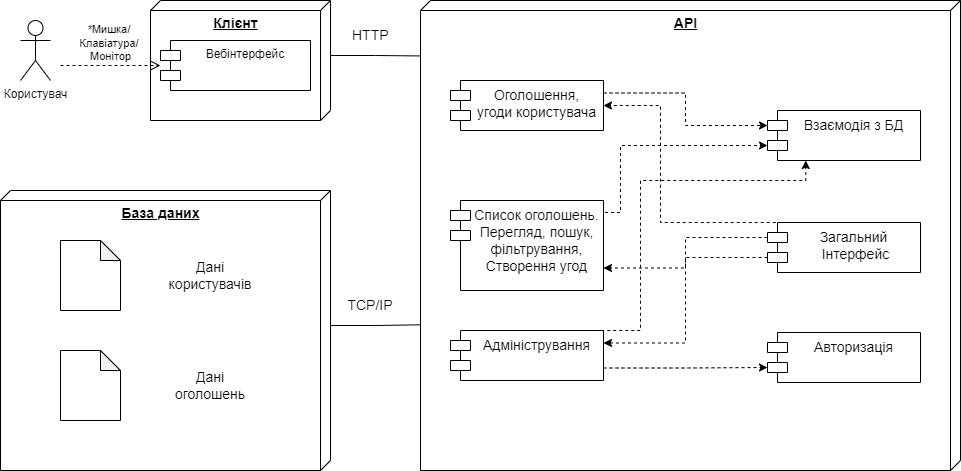 *Мишка/
Клавіатура/
Монітор
Користувач
Клієнт
Вебінтерфейс
HTTP
API
Оголошення,
угоди користувача
Взаємодія з БД
Список оголошень.
Перегляд, пошук,
фільтрування,
Створення угод
Загальний
Інтерфейс
Адміністрування
Авторизація
База даних
Дані
користувачів
Дані
оголошень
TCP/IP